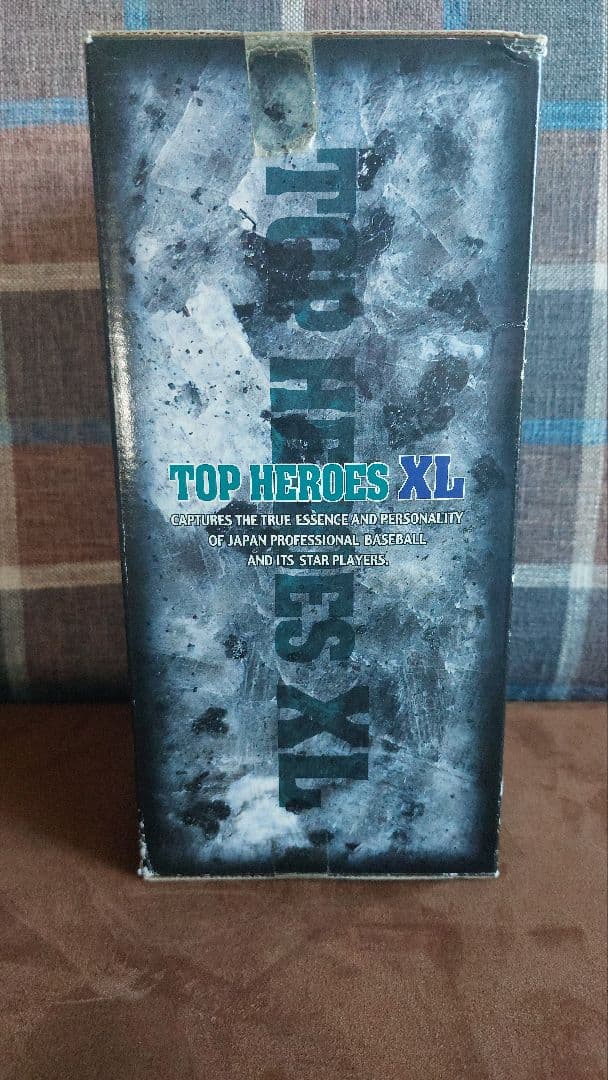 TOP HEROES XL
TOP HEROES XL
CAPTURES THE TRUE ESSENCE AND PERSONALITY
OF JAPAN PROFESSIONAL BASEBALL
AND ITS STAR PLAYERS.